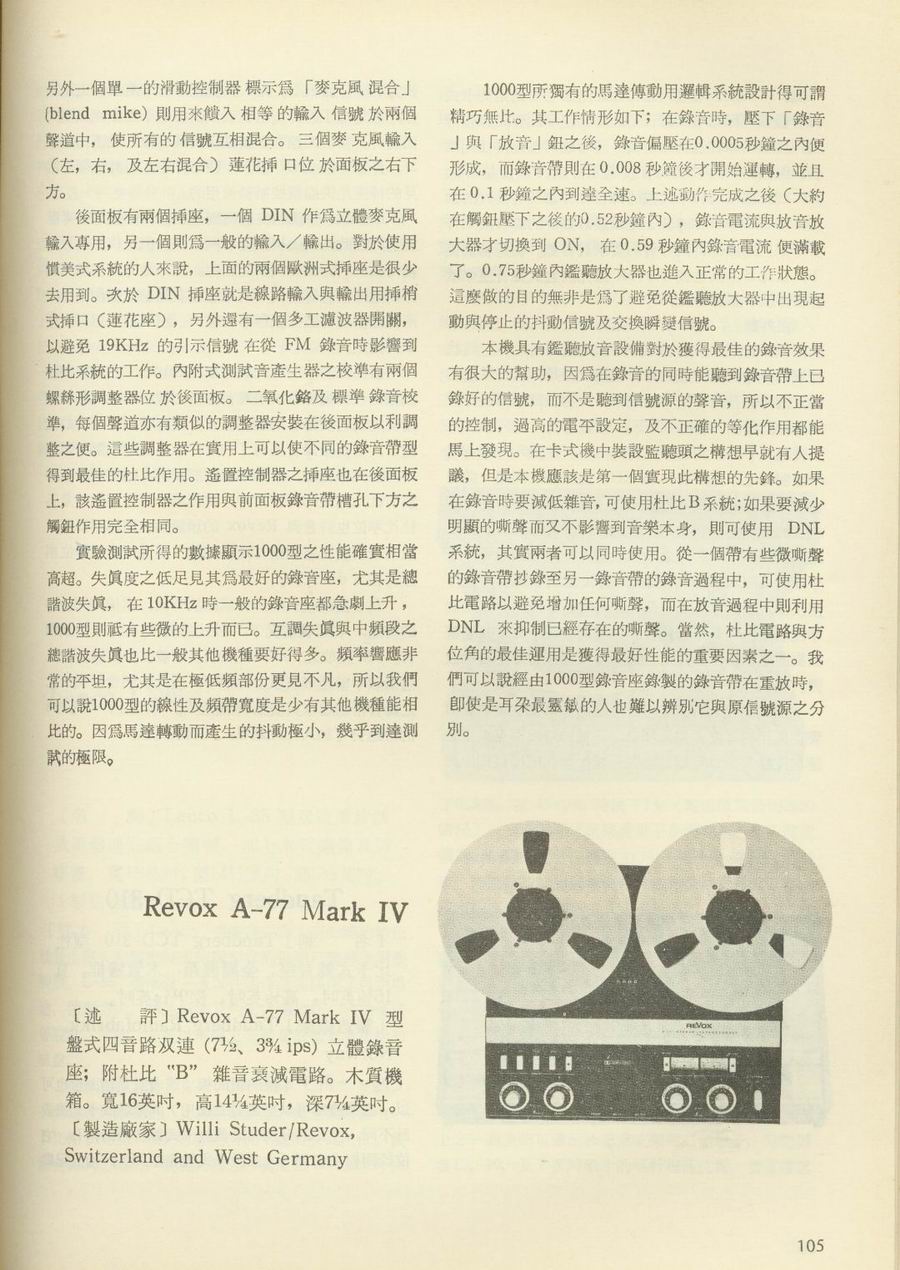 另外一個單一的滑動控制器標示爲「麥克風混合」
(blend mike) 則用來饋入相等的輸入信號於兩個
聲道中，使所有的信號互相混合。三個麥克風輸入
（左，右，及左右混合）蓮花揷口位於面板之右下
方。
後面板有兩個揷座，一個 DIN 作爲立體麥克風
輸入專用，另一個則爲一般的輸入／輸出。對於使用
慣美式系統的人來說，上面的兩個歐洲式揷座是很少
去用到。次於 DIN 揷座就是線路輸入與輸出用揷梢
式揷口（蓮花座），另外還有一個多工濾波器開關，
以避免 19KHz 的引示信號在從 FM 錄音時影響到
杜比系統的工作。內附式測試音產生器之校準有兩個
螺絲形調整器位於後面板。二氧化鉻及標準錄音校
準，每個聲道亦有類似的調整器安裝在後面板以利調
整之便。這些調整器在實用上可以使不同的錄音帶型
得到最佳的杜比作用。遙置控制器之揷座也在後面板
上，該遙置控制器之作用與前面板錄音帶槽孔下方之
觸鈕作用完全相同。
實驗測試所得的數據顯示1000型之性能確實相當
高超。失眞度之低足見其爲最好的錄音座，尤其是總
諧波失眞，在 10KHz 時一般的錄音座都急劇上升，
1000型則祗有些微的上升而已。互調失眞與中頻段之
總諧波失眞也比一般其他機種要好得多。頻率響應非
常的平坦，尤其是在極低頻部份更見不凡，所以我們
可以說1000型的線性及頻帶寬度是少有其他機種能相
比的。因爲馬達轉動而產生的抖動極小，幾乎到達測
試的極限。
1000型所獨有的馬達傳動用邏輯系統設計得可謂
精巧無比。其工作情形如下；在錄音時，壓下「錄音
」與「放音」鈕之後，錄音偏壓在0.0005秒鐘之內便
形成，而錄音帶則在 0.008 秒鐘後才開始運轉，並且
在 0.1 秒鐘之內到達全速。上述動作完成之後（大約
在觸鈕壓下之後的0.52秒鐘內），錄音電流與放音放
大器才切換到 ON，在 0.59 秒鐘內錄音電流便滿載
了。0.75秒鐘內鑑聽放大器也進入正常的工作狀態。
這麼做的目的無非是爲了避免從鑑聽放大器中出現起
動與停止的抖動信號及交換瞬變信號。
本機具有鑑聽放音設備對於獲得最佳的錄音效果
有很大的幫助，因爲在錄音的同時能聽到錄音帶上已
錄好的信號，而不是聽到信號源的聲音，所以不正當
的控制，過高的電平設定，及不正確的等化作用都能
馬上發現。在卡式機中裝設監聽頭之構想早就有人提
議，但是本機應該是第一個實現此構想的先鋒。如果
在錄音時要減低雜音,可使用杜比B系統;如果要減少
明顯的嘶聲而又不影響到音樂本身，則可使用 DNL
系統，其實兩者可以同時使用。從一個帶有些微嘶聲
的錄音帶抄錄至另一錄音帶的錄音過程中，可使用杜
比電路以避免增加任何嘶聲，而在放音過程中則利用
DNL 來抑制已經存在的嘶聲。當然，杜比電路與方
位角的最佳運用是獲得最好性能的重要因素之一。我
們可以說經由1000型錄音座錄製的錄音帶在重放時，
卽使是耳朶最靈敏的人也難以辨別它與原信號源之分
別。
Revox A-77 Mark IV
〔述　評〕Revox A-77 Mark IV 型
盤式四音路双連 (7½、3¾ ips) 立體錄音
座；附杜比 “B” 雜音衰減電路。木質機
箱。寬16英吋，高14¼英吋，深7¼英吋。
〔製造廠家〕Willi Studer/Revox,
Switzerland and West Germany
REVOX
105